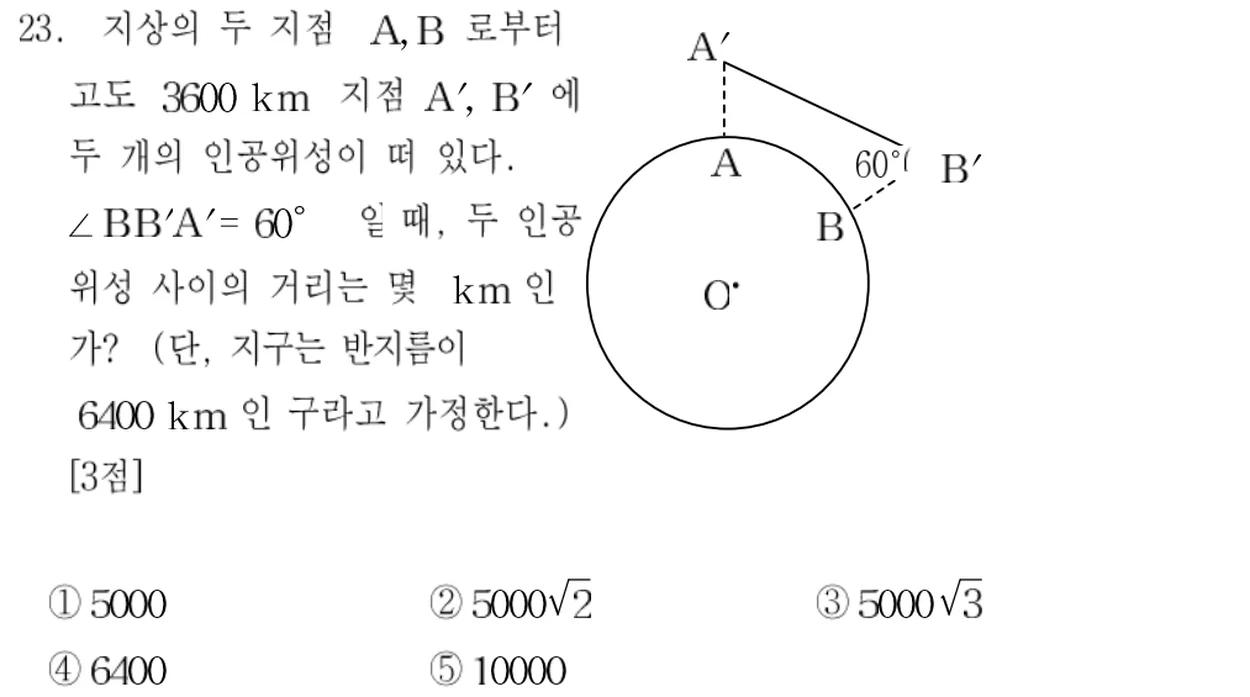 23. 지상의 두 지점 A, B 로부터
고도 3600 km 지점 A′, B′ 에
두 개의 인공위성이 떠 있다.
∠BB′A′= 60° 일 때, 두 인공
위성 사이의 거리는 몇 km 인
가? (단, 지구는 반지름이
6400 km 인 구라고 가정한다.)
[3점]
A′
A
60°
B′
B
O
① 5000 ② 5000√2 ③ 5000√3
④ 6400 ⑤ 10000